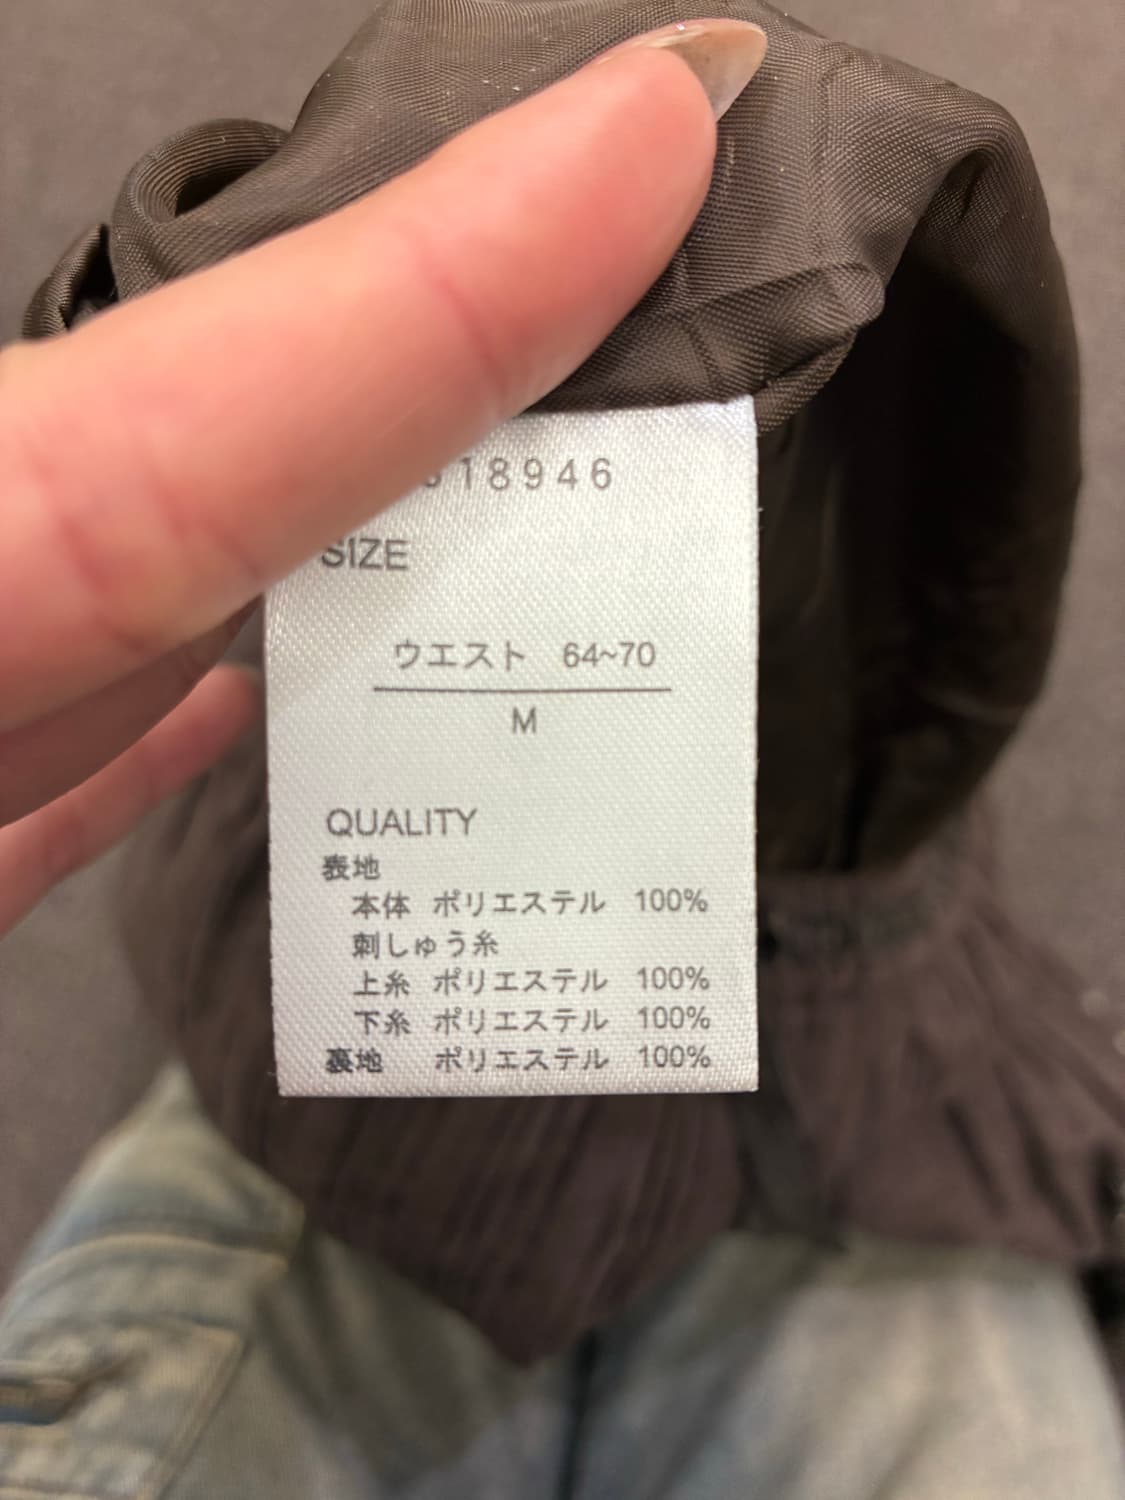 18946
SIZE
ウエスト 64~70
M
QUALITY
表地
本体 ポリエステル 100%
刺しゅう糸
上糸 ポリエステル 100%
下糸 ポリエステル 100%
裏地 ポリエステル 100%